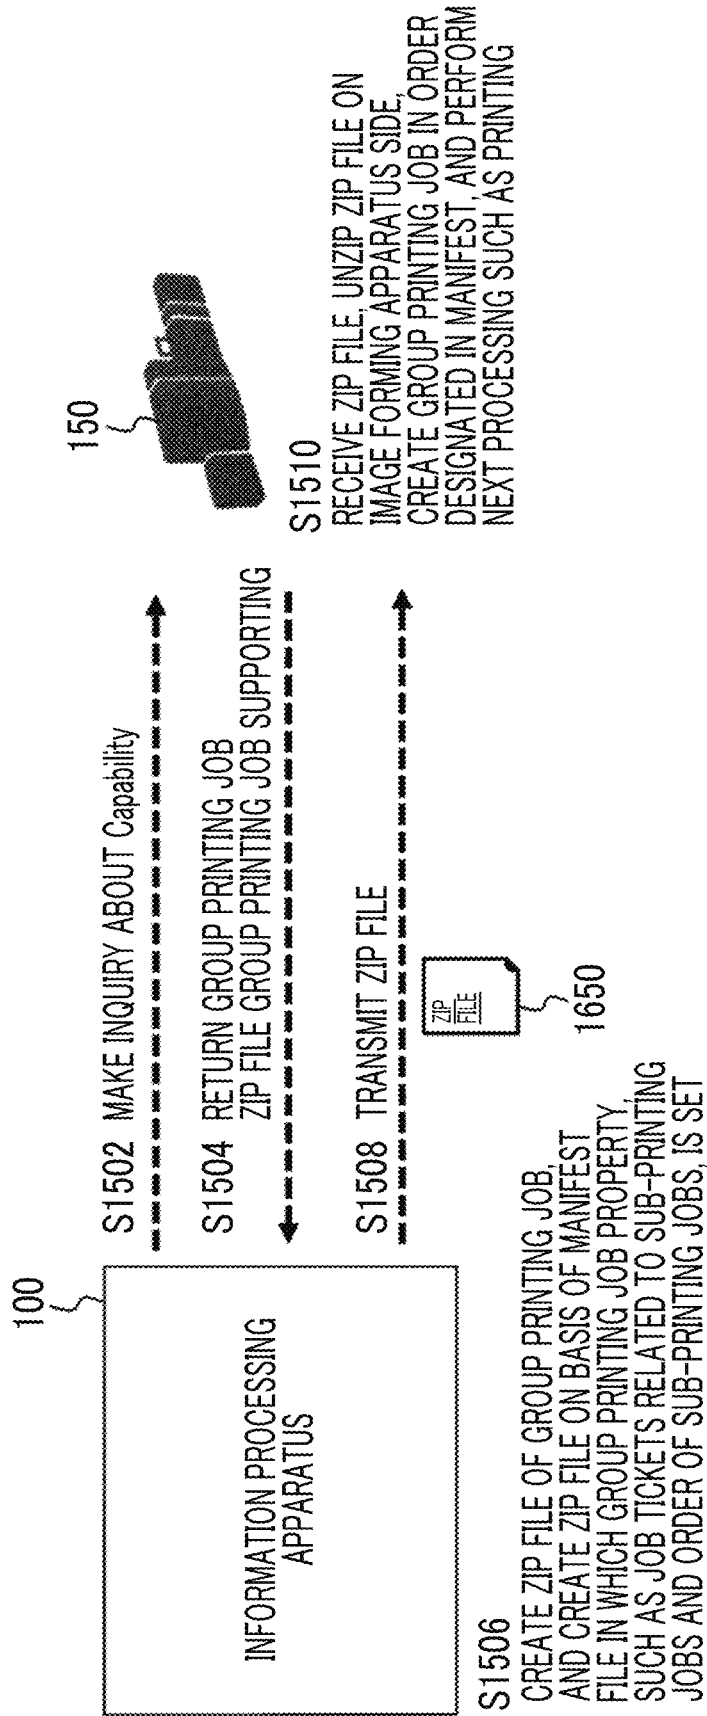 100
INFORMATION PROCESSING
APPARATUS
S1502 MAKE INQUIRY ABOUT Capability
S1504 RETURN GROUP PRINTING JOB
ZIP FILE GROUP PRINTING JOB SUPPORTING
S1508 TRANSMIT ZIP FILE
ZIP
FILE
1650
S1506
CREATE ZIP FILE OF GROUP PRINTING JOB,
AND CREATE ZIP FILE ON BASIS OF MANIFEST
FILE IN WHICH GROUP PRINTING JOB PROPERTY,
SUCH AS JOB TICKETS RELATED TO SUB-PRINTING
JOBS AND ORDER OF SUB-PRINTING JOBS, IS SET
150
S1510
RECEIVE ZIP FILE, UNZIP ZIP FILE ON
IMAGE FORMING APPARATUS SIDE,
CREATE GROUP PRINTING JOB IN ORDER
DESIGNATED IN MANIFEST, AND PERFORM
NEXT PROCESSING SUCH AS PRINTING